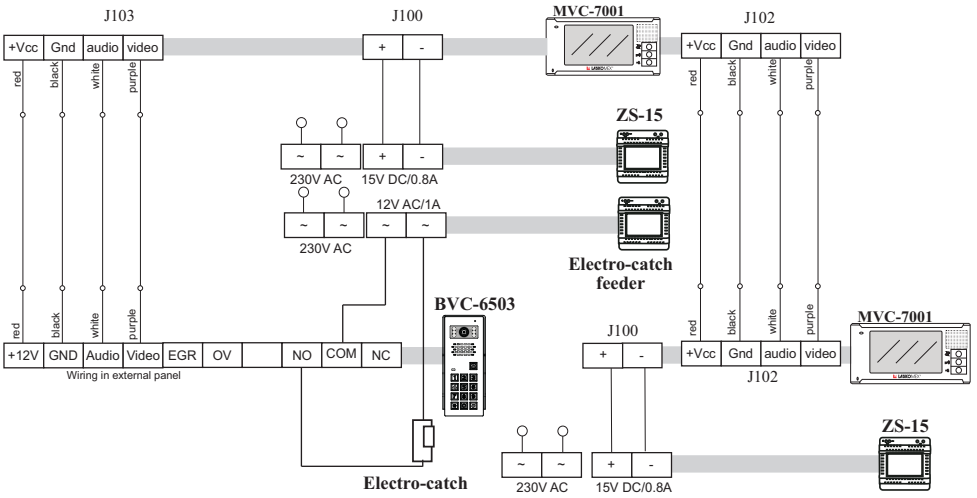 J103
J100
MVC-7001
J102
+Vcc Gnd audio video
+ -
LASKOMEX
+Vcc Gnd audio video
red black white purple
red black white purple
ZS-15
~ ~ + -
230V AC 15V DC/0.8A
12V AC/1A
~ ~ ~ ~
230V AC
Electro-catch
feeder
BVC-6503
red black white purple
red black white purple
MVC-7001
J100
+12V GND Audio Video EGR OV NO COM NC
+ -
+Vcc Gnd audio video
LASKOMEX
Wiring in external panel
J102
ZS-15
Electro-catch
~ ~ + -
230V AC 15V DC/0.8A